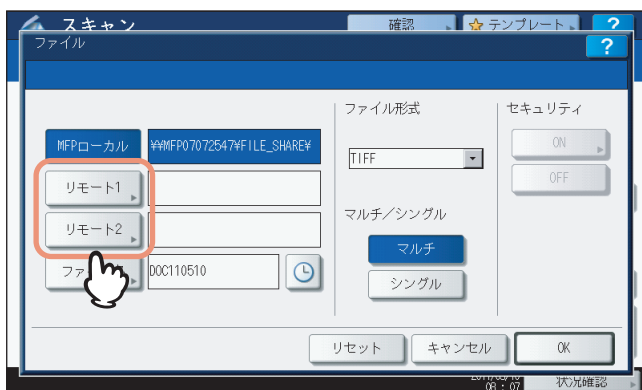 スキャン
確認
テンプレート
?
ファイル
?
ファイル形式
セキュリティ
MFPローカル
¥¥MFP07072547¥FILE_SHARE¥
TIFF
ON
OFF
リモート1
リモート2
マルチ/シングル
マルチ
シングル
DOC110510
リセット
キャンセル
OK
08 : 07
状況確認